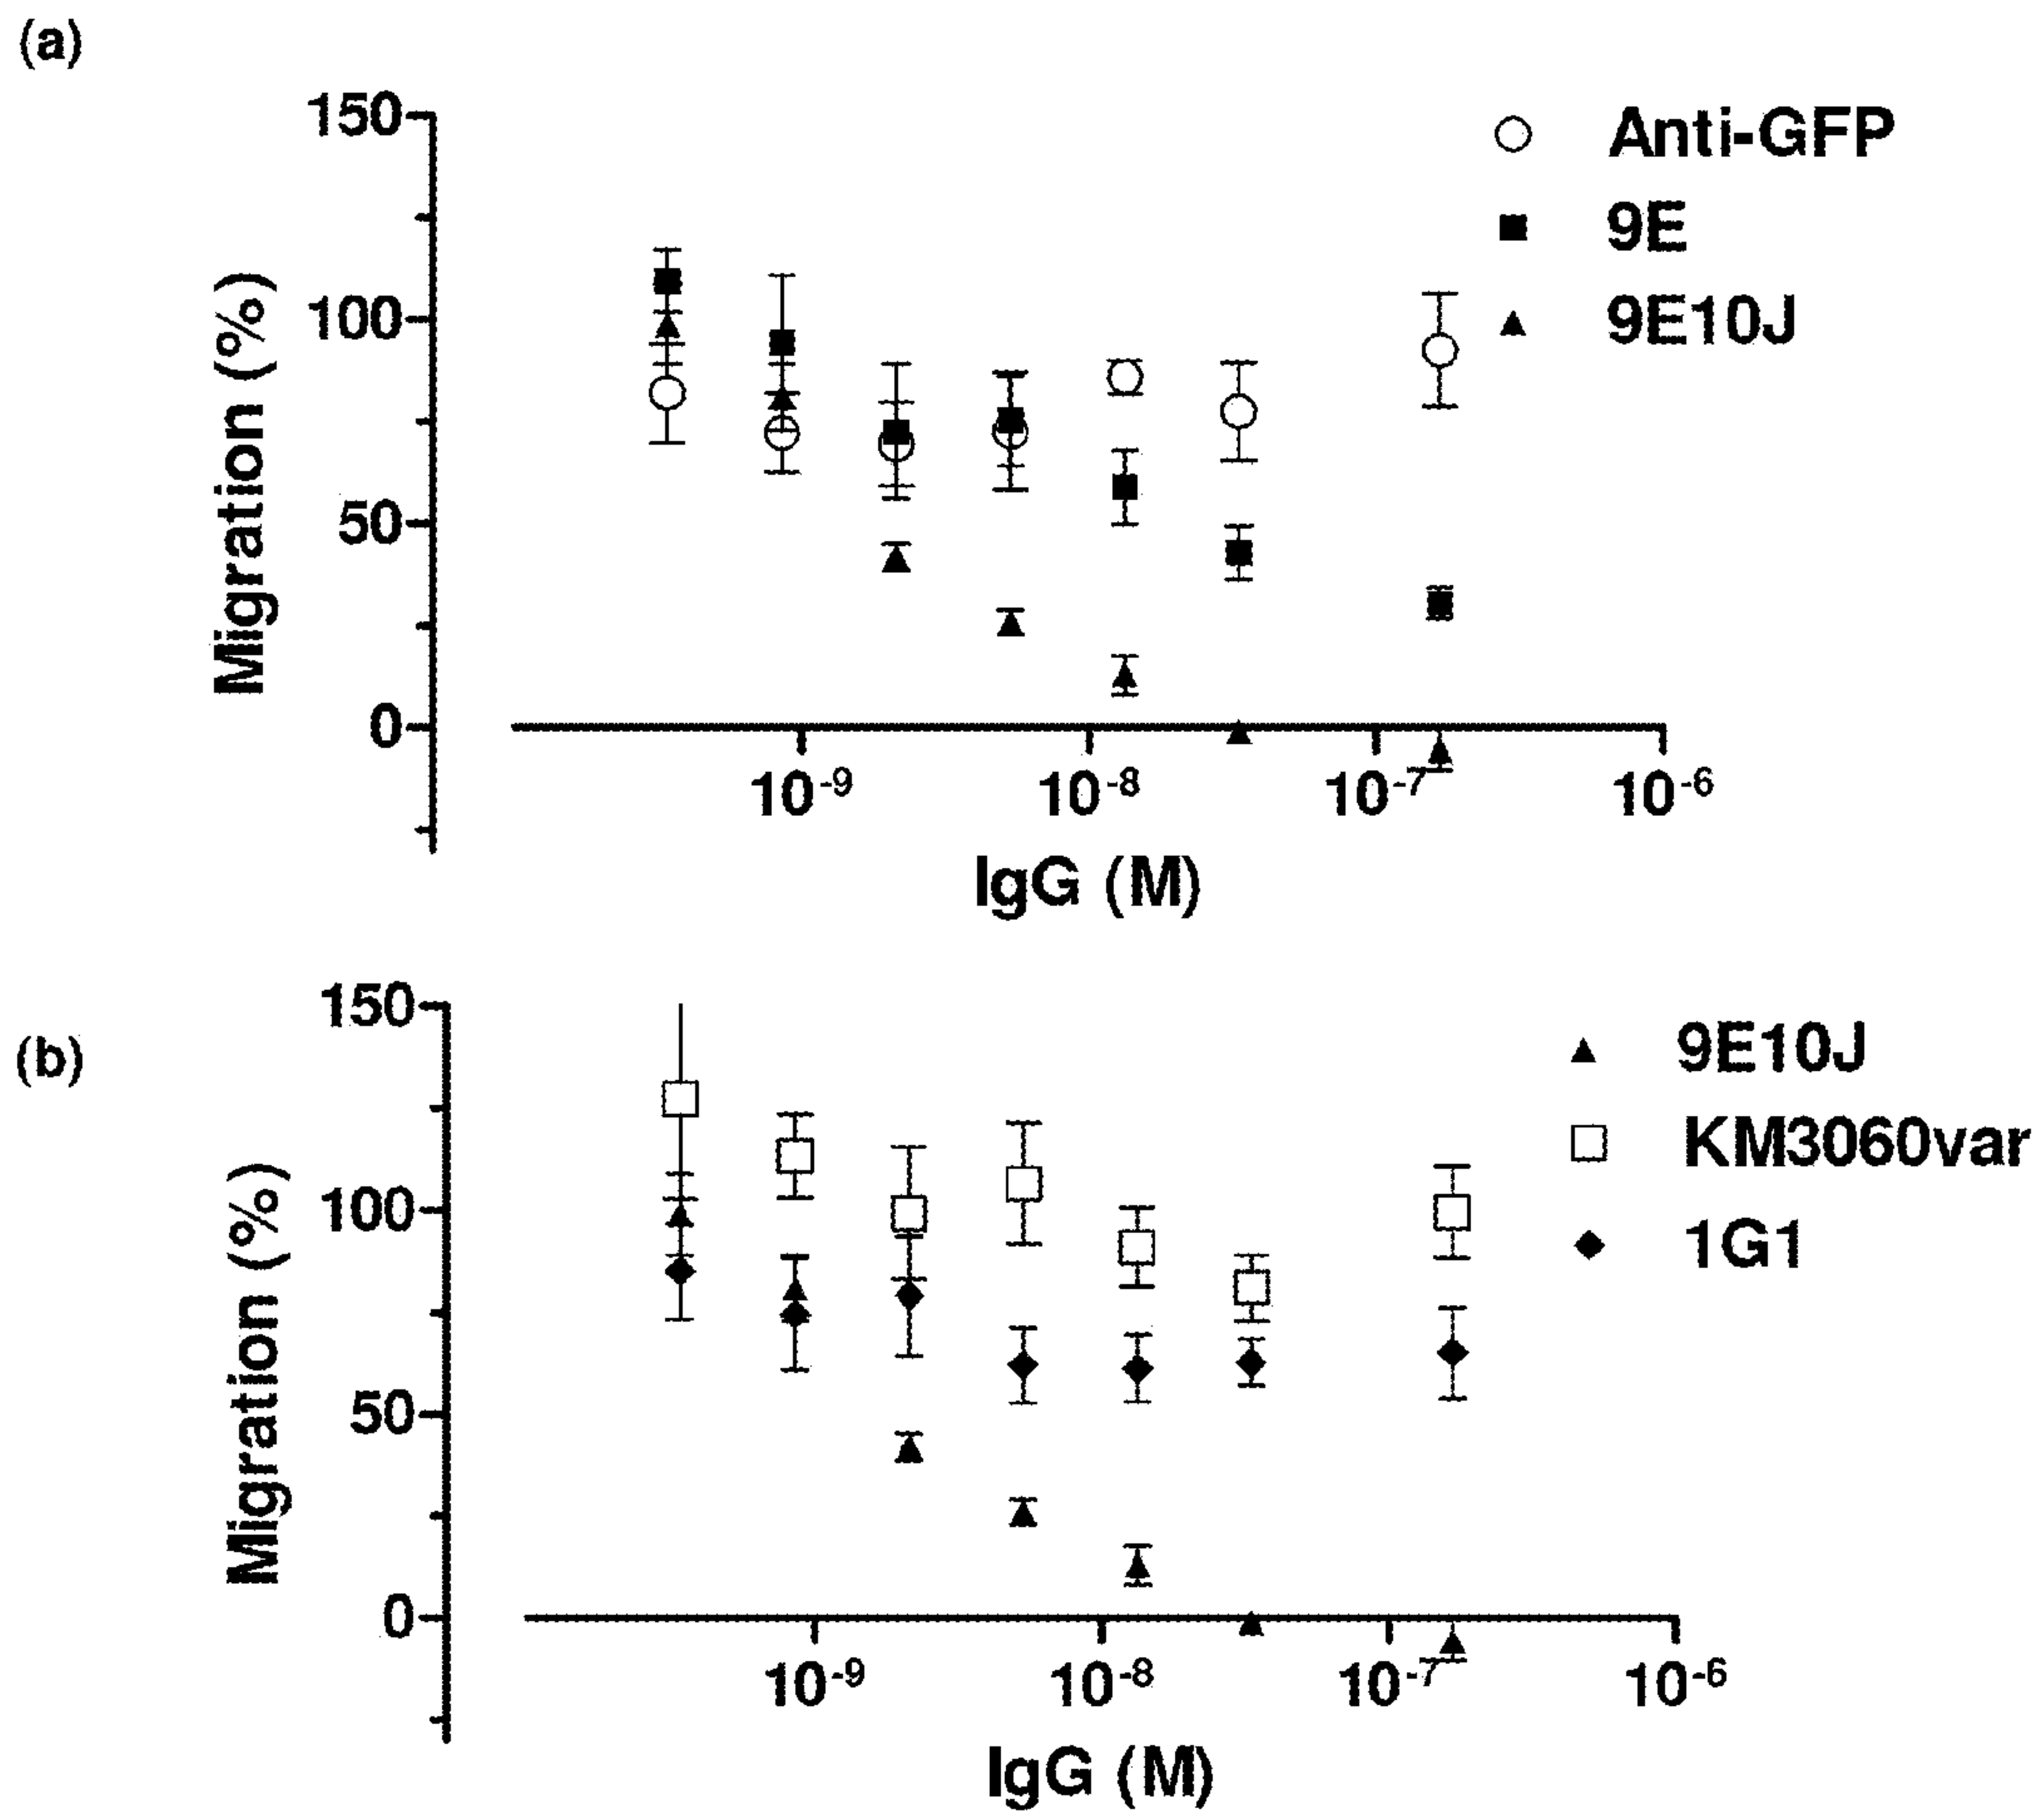 (a)
150
100
50
0
Migration (%)
Anti-GFP
9E
9E10J
10-9
10-8
10-7
10-6
IgG (M)
(b)
150
100
50
0
Migration (%)
9E10J
KM3060var
1G1
10-9
10-8
10-7
10-6
IgG (M)